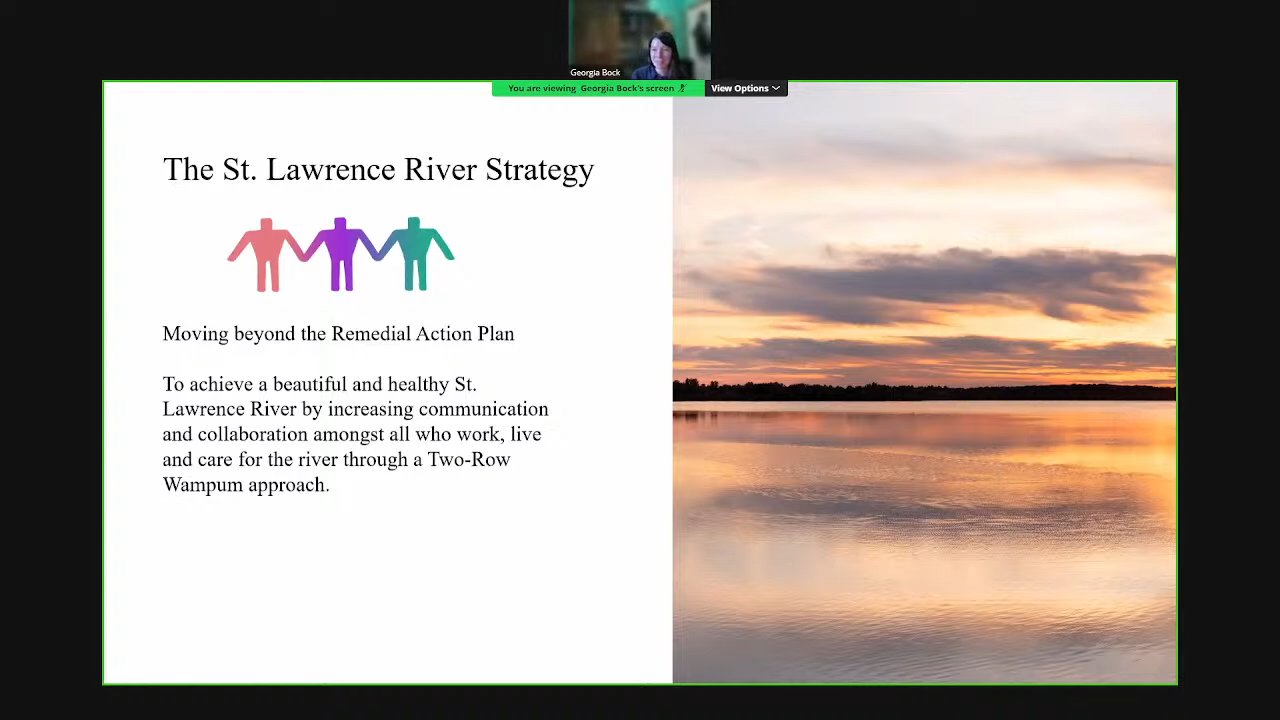 Georgia Bock
You are viewing Georgia Bock's screen
View Options
The St. Lawrence River Strategy
Moving beyond the Remedial Action Plan
To achieve a beautiful and healthy St.
Lawrence River by increasing communication
and collaboration amongst all who work, live
and care for the river through a Two-Row
Wampum approach.